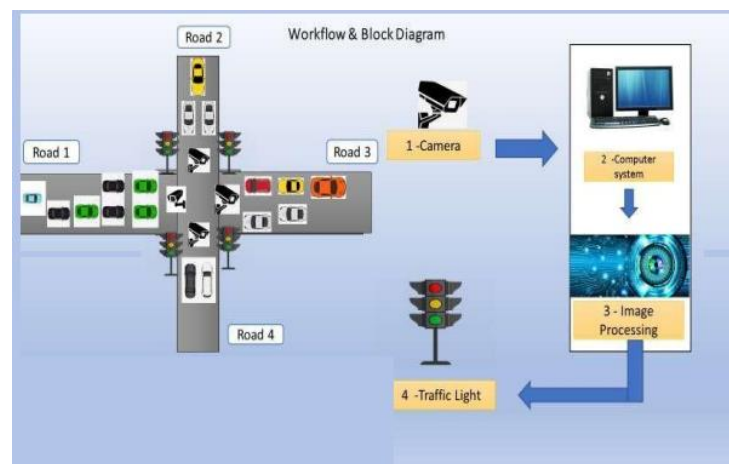 Workflow & Block Diagram
Road 2
Road 1
Road 3
Road 4
1 -Camera
2 -Computer
system
3 - Image
Processing
4 -Traffic Light